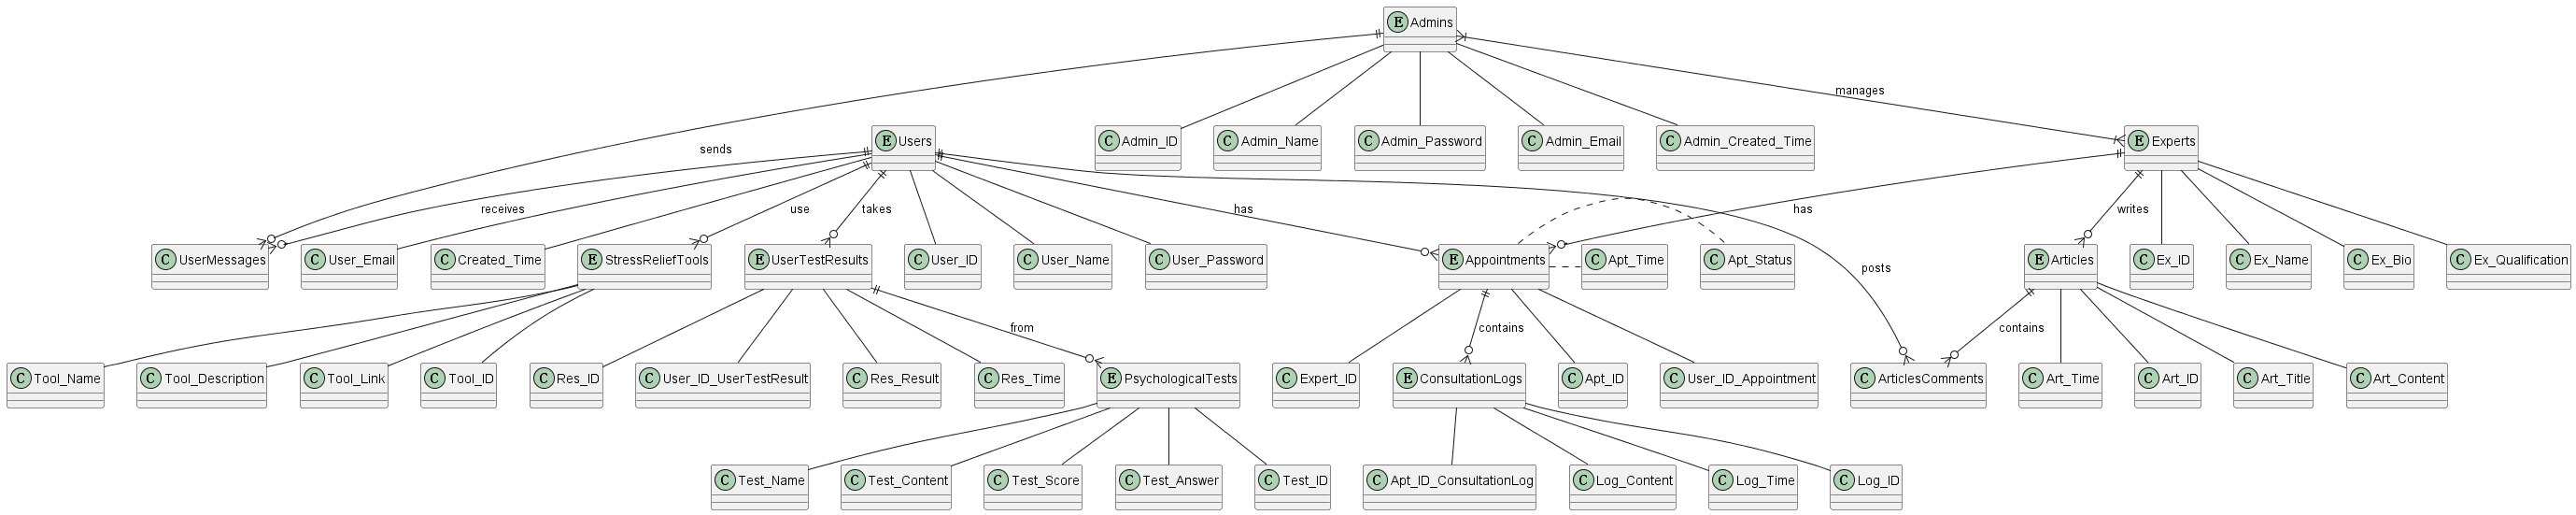 E Admins
manages
C Admin_ID
C Admin_Name
C Admin_Password
C Admin_Email
C Admin_Created_Time
E Users
E Experts
sends
receives
use
takes
has
has
writes
posts
C UserMessages
C User_Email
C Created_Time
E StressReliefTools
E UserTestResults
C User_ID
C User_Name
C User_Password
E Appointments
C Apt_Time
C Apt_Status
E Articles
C Ex_ID
C Ex_Name
C Ex_Bio
C Ex_Qualification
from
contains
contains
C Tool_Name
C Tool_Description
C Tool_Link
C Tool_ID
C Res_ID
C User_ID_UserTestResult
C Res_Result
C Res_Time
E PsychologicalTests
C Expert_ID
E ConsultationLogs
C Apt_ID
C User_ID_Appointment
C ArticlesComments
C Art_Time
C Art_ID
C Art_Title
C Art_Content
C Test_Name
C Test_Content
C Test_Score
C Test_Answer
C Test_ID
C Apt_ID_ConsultationLog
C Log_Content
C Log_Time
C Log_ID